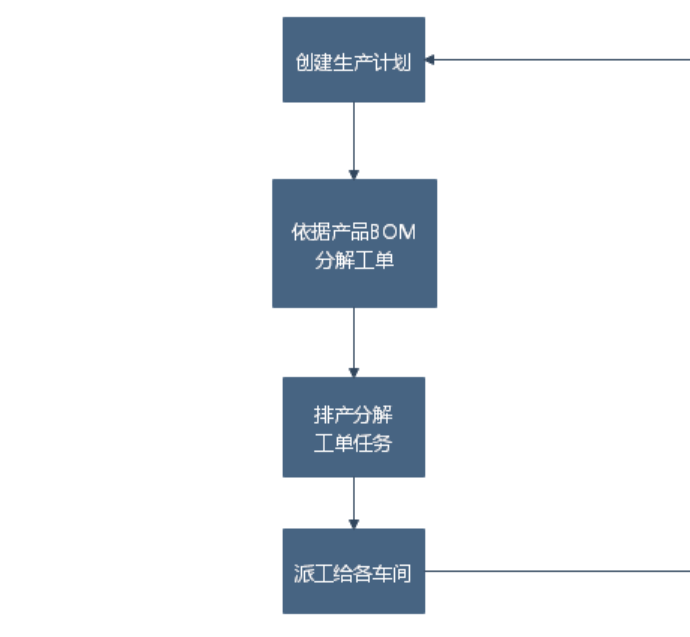 创建生产计划
依据产品BOM
分解工单
排产分解
工单任务
派工给各车间